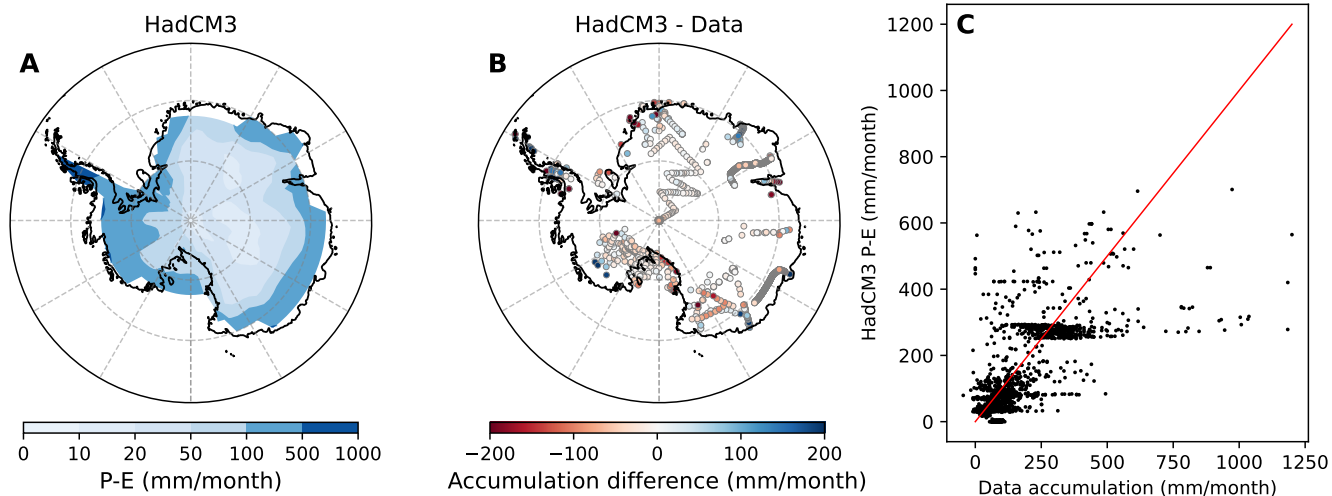 HadCM3
A
0 10 20 50 100 500 1000
P-E (mm/month)
HadCM3 - Data
B
−200 −100 0 100 200
Accumulation difference (mm/month)
C
1200
1000
800
600
400
200
0
HadCM3 P-E (mm/month)
0 250 500 750 1000 1250
Data accumulation (mm/month)